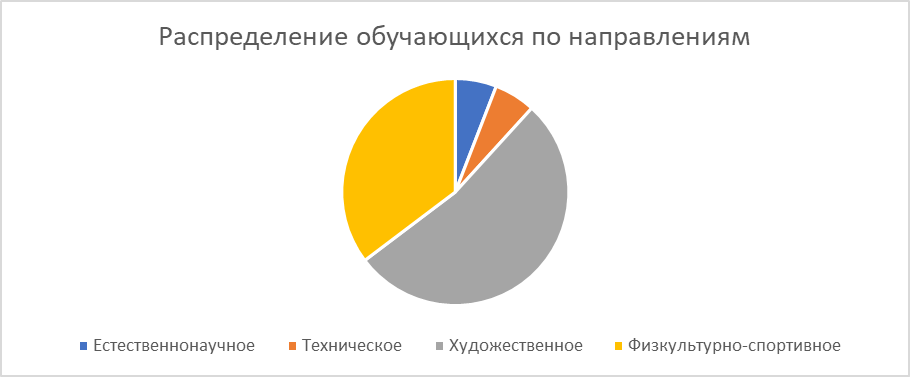 Распределение обучающихся по направлениям
Естественнонаучное Техническое Художественное Физкультурно-спортивное